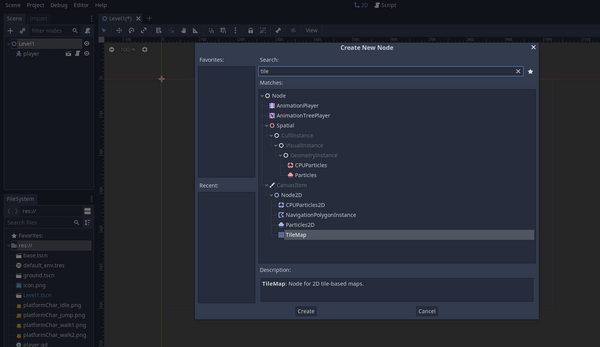 Scene Project Debug Editor Help
2D Script
Scene Import
Level1(*)
Filter nodes
View
Level1
player
Create New Node
Favorites:
Search:
tile
Matches:
Node
AnimationPlayer
AnimationTreePlayer
Spatial
CullInstance
VisualInstance
GeometryInstance
CPUParticles
Particles
Recent:
CanvasItem
Node2D
CPUParticles2D
NavigationPolygonInstance
Particles2D
TileMap
Description:
TileMap: Node for 2D tile-based maps.
Create
Cancel
FileSystem
res://
Search files
Favorites:
res://
base.tscn
default_env.tres
ground.tscn
icon.png
Level1.tscn
platformChar_idle.png
platformChar_jump.png
platformChar_walk1.png
platformChar_walk2.png
player.gd